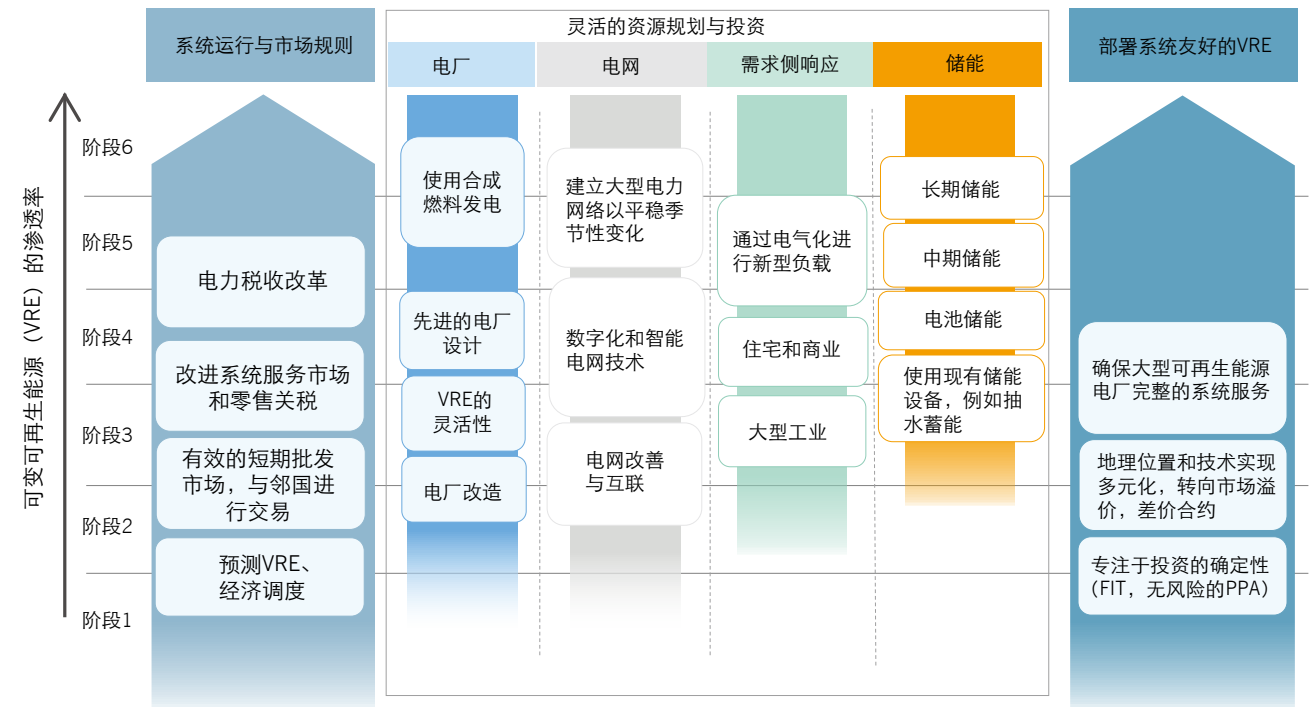 系统运行与市场规则
灵活的资源规划与投资
电厂
电网
需求侧响应
储能
部署系统友好的VRE
可变可再生能源（VRE）的渗透率
阶段6
阶段5
阶段4
阶段3
阶段2
阶段1
电力税收改革
改进系统服务市场
和零售关税
有效的短期批发
市场，与邻国进
行交易
预测VRE、
经济调度
使用合成
燃料发电
先进的电厂
设计
VRE的
灵活性
电厂改造
建立大型电力
网络以平稳季
节性变化
数字化和智能
电网技术
电网改善
与互联
通过电气化进
行新型负载
住宅和商业
大型工业
长期储能
中期储能
电池储能
使用现有储能
设备，例如抽
水蓄能
确保大型可再生能源
电厂完整的系统服务
地理位置和技术实现
多元化，转向市场溢
价，差价合约
专注于投资的确定性
（FIT，无风险的PPA）